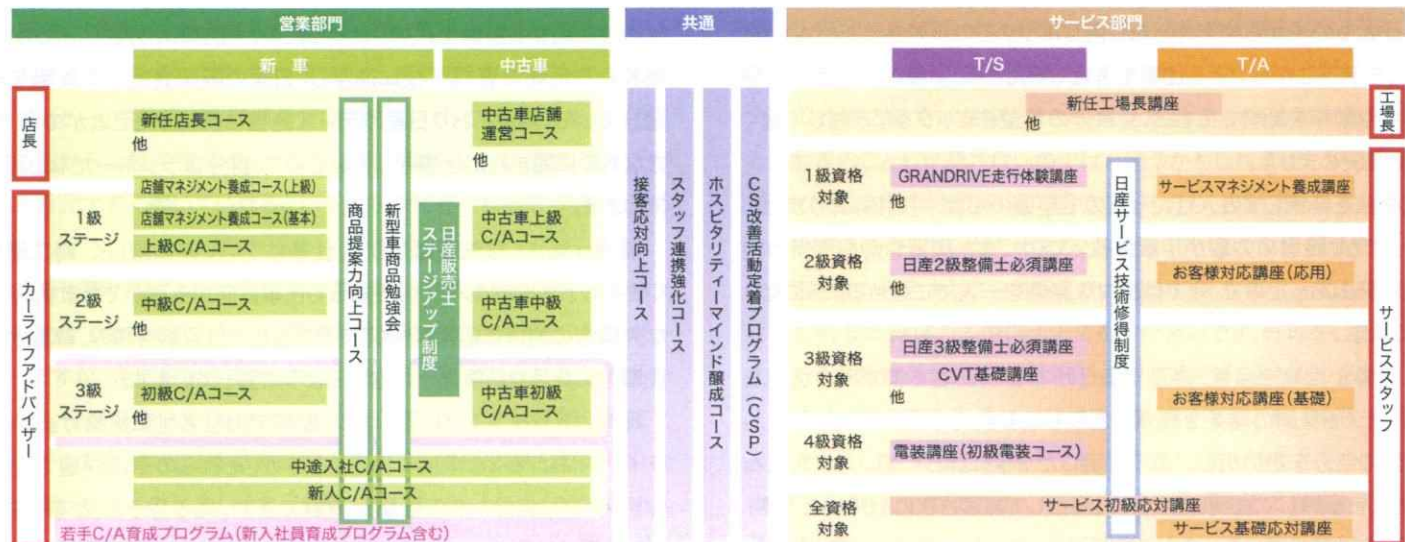 営業部門
新 車
中古車
店長
カーライフアドバイザー
新任店長コース
他
店舗マネジメント養成コース(上級)
1級
ステージ
店舗マネジメント養成コース(基本)
上級C/Aコース
2級
ステージ
中級C/Aコース
他
3級
ステージ
初級C/Aコース
他
商品提案力向上コース
新型車商品勉強会
日産販売士
ステージアップ制度
中古車店舗
運営コース
他
中古車上級
C/Aコース
中古車中級
C/Aコース
中古車初級
C/Aコース
中途入社C/Aコース
新人C/Aコース
若手C/A育成プログラム(新入社員育成プログラム含む)
共通
接客応対向上コース
スタッフ連携強化コース
ホスピタリティーマインド醸成コース
CS改善活動定着プログラム(CSP)
サービス部門
T/S
T/A
工場長
サービススタッフ
新任工場長講座
他
1級資格
対象
GRANDRIVE走行体験講座
他
サービスマネジメント養成講座
2級資格
対象
日産2級整備士必須講座
他
お客様対応講座(応用)
3級資格
対象
日産3級整備士必須講座
CVT基礎講座
他
お客様対応講座(基礎)
4級資格
対象
電装講座(初級電装コース)
日産サービス技術修得制度
全資格
対象
サービス初級応対講座
サービス基礎応対講座